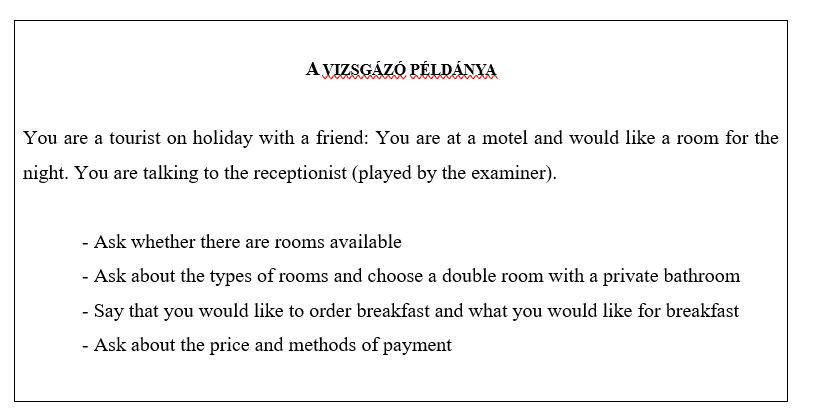 A VIZSGÁZÓ PÉLDÁNYA
You are a tourist on holiday with a friend: You are at a motel and would like a room for the
night. You are talking to the receptionist (played by the examiner).
- Ask whether there are rooms available
- Ask about the types of rooms and choose a double room with a private bathroom
- Say that you would like to order breakfast and what you would like for breakfast
- Ask about the price and methods of payment